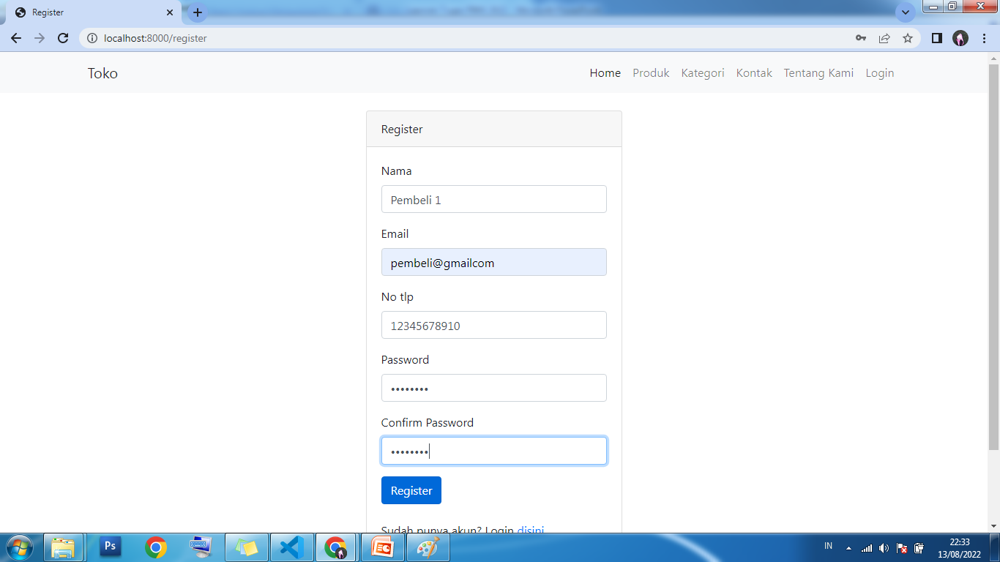 Register
localhost:8000/register
Toko
Home Produk Kategori Kontak Tentang Kami Login
Register
Nama
Pembeli 1
Email
pembeli@gmailcom
No tlp
12345678910
Password
••••••••
Confirm Password
••••••••
Register
Sudah punya akun? Login disini
Ps
IN
22:33
13/08/2022